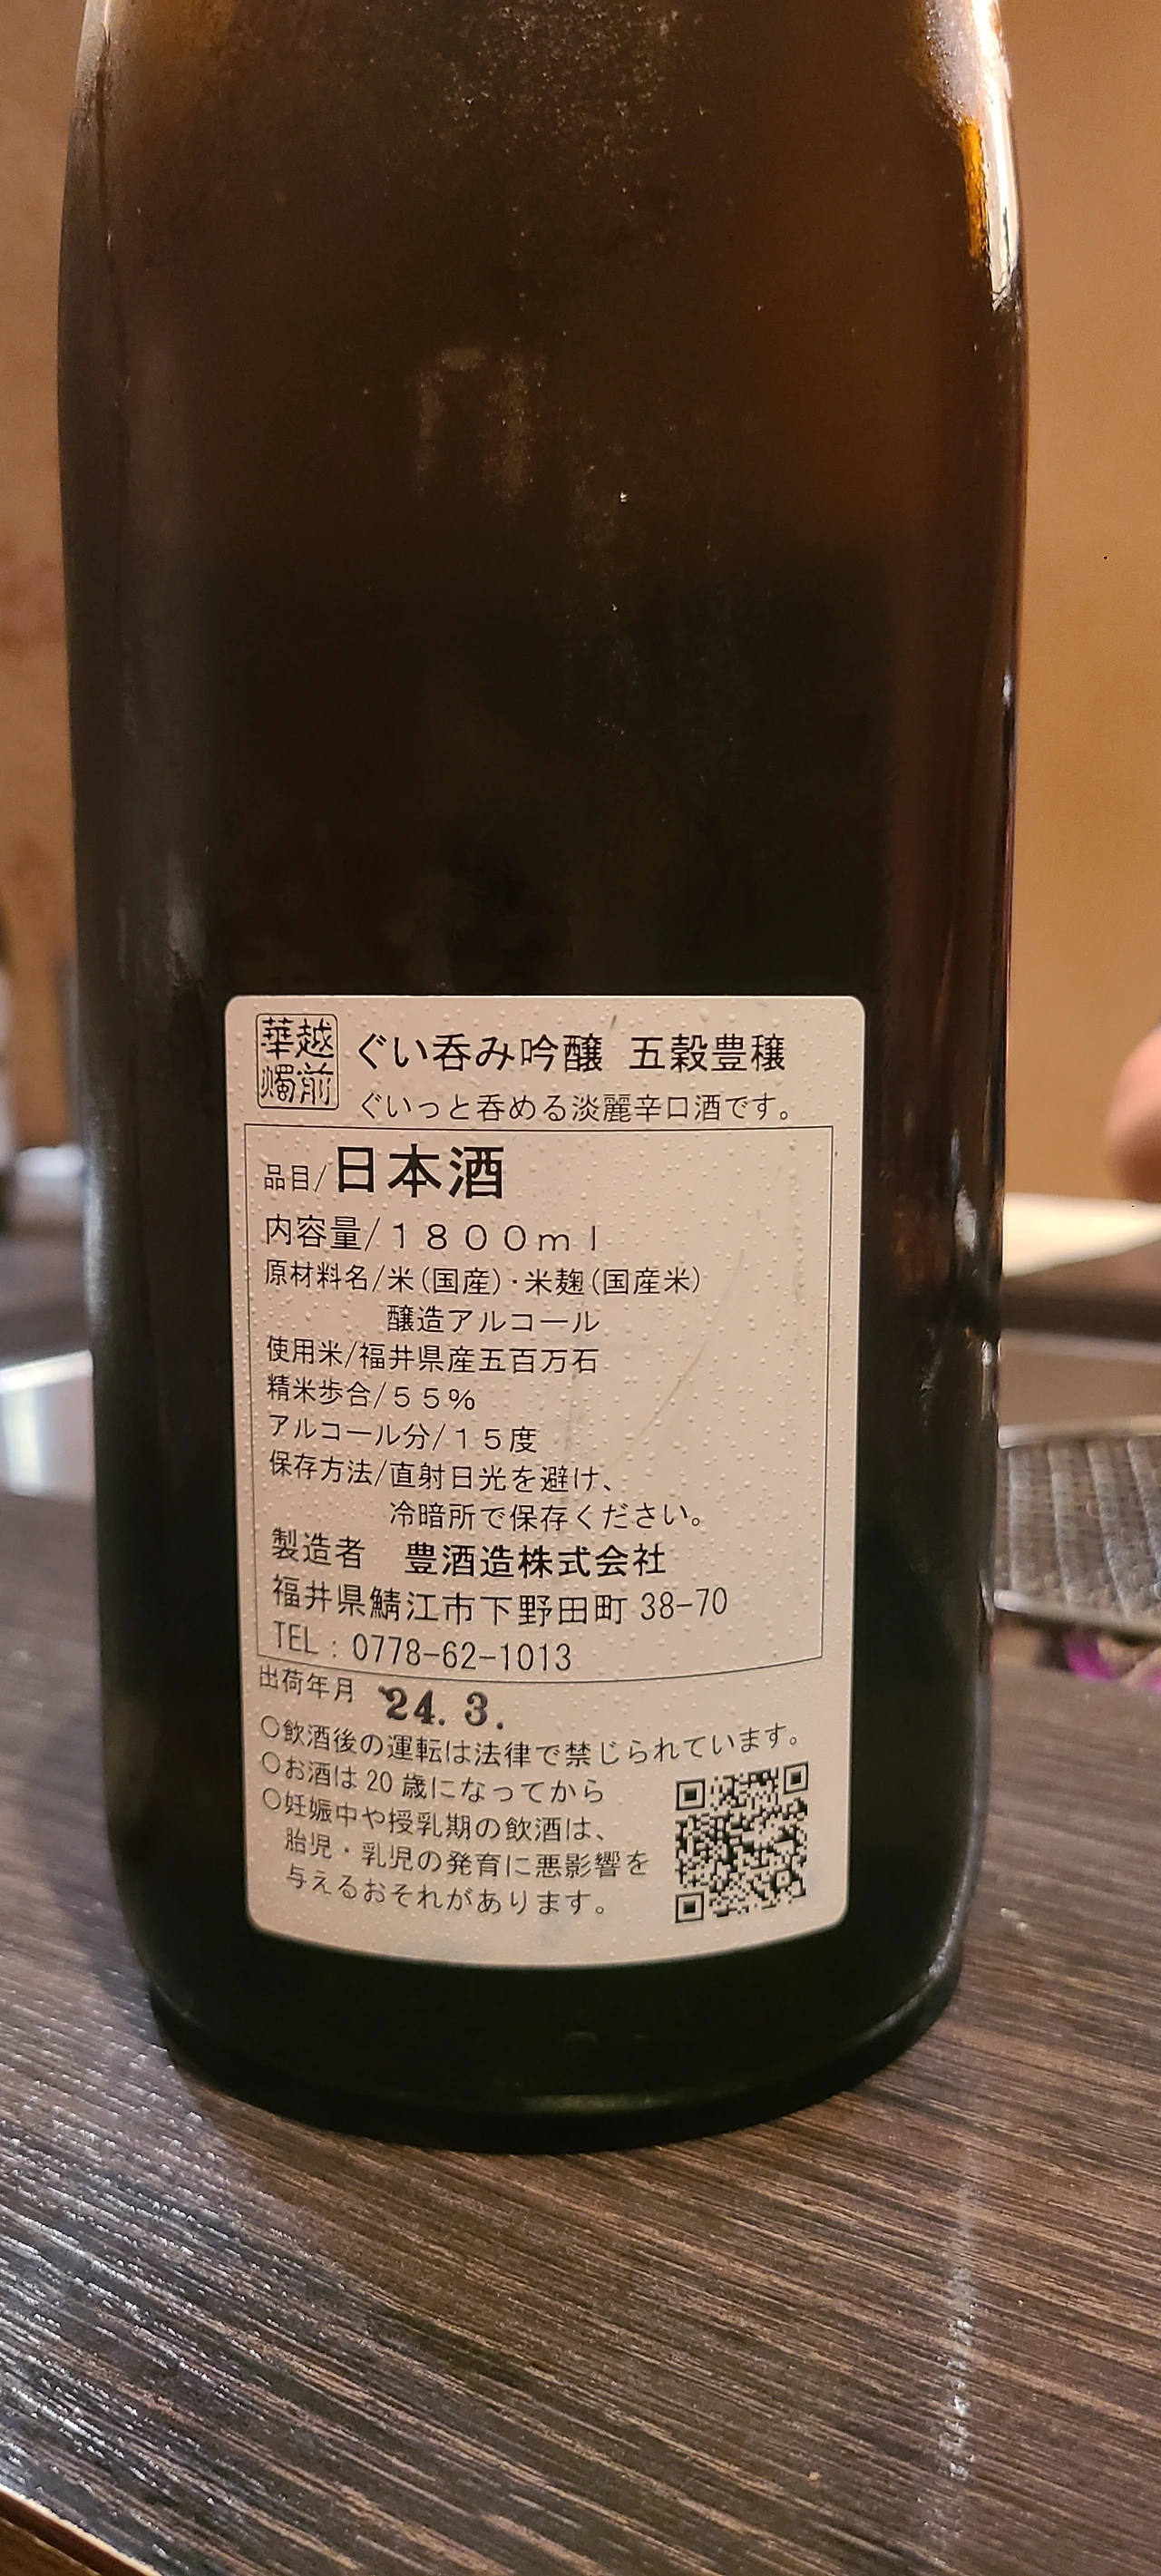 越前
華燭
ぐい呑み吟醸 五穀豊穣
ぐいっと呑める淡麗辛口酒です。
品目/日本酒
内容量/1800ml
原材料名/米(国産)・米麹(国産米)
醸造アルコール
使用米/福井県産五百万石
精米歩合/55%
アルコール分/15度
保存方法/直射日光を避け、
冷暗所で保存ください。
製造者 豊酒造株式会社
福井県鯖江市下野田町 38-70
TEL : 0778-62-1013
出荷年月 '24. 3.
○飲酒後の運転は法律で禁じられています。
○お酒は20歳になってから
○妊娠中や授乳期の飲酒は、
胎児・乳児の発育に悪影響を
与えるおそれがあります。